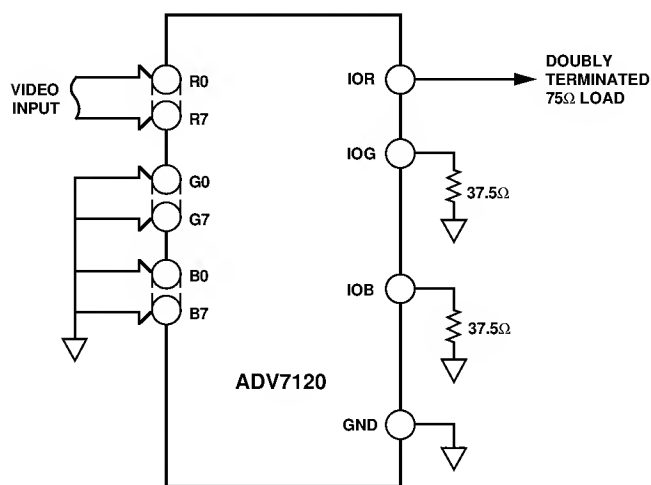 VIDEO
INPUT
R0
R7
G0
G7
B0
B7
ADV7120
IOR
DOUBLY
TERMINATED
75Ω LOAD
IOG
37.5Ω
IOB
37.5Ω
GND